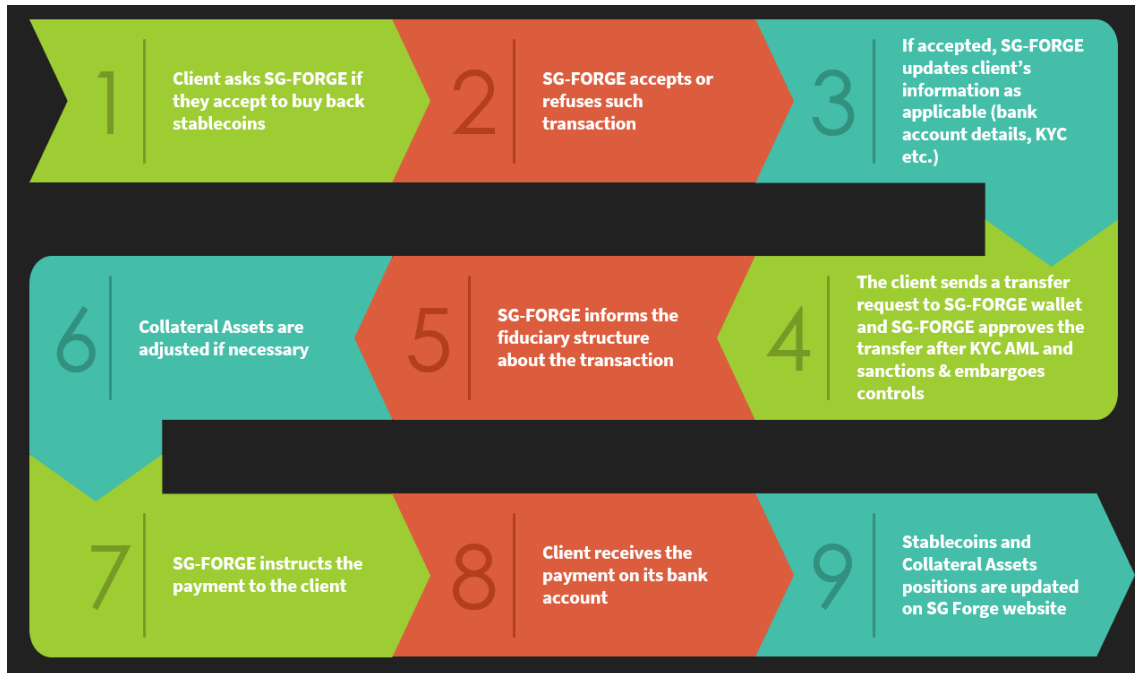 1
Client asks SG-FORGE if
they accept to buy back
stablecoins
2
SG-FORGE accepts or
refuses such
transaction
3
If accepted, SG-FORGE
updates client's
information as
applicable (bank
account details, KYC
etc.)
4
The client sends a transfer
request to SG-FORGE wallet
and SG-FORGE approves the
transfer after KYC AML and
sanctions & embargoes
controls
5
SG-FORGE informs the
fiduciary structure
about the transaction
6
Collateral Assets are
adjusted if necessary
7
SG-FORGE instructs the
payment to the client
8
Client receives the
payment on its bank
account
9
Stablecoins and
Collateral Assets
positions are updated
on SG Forge website